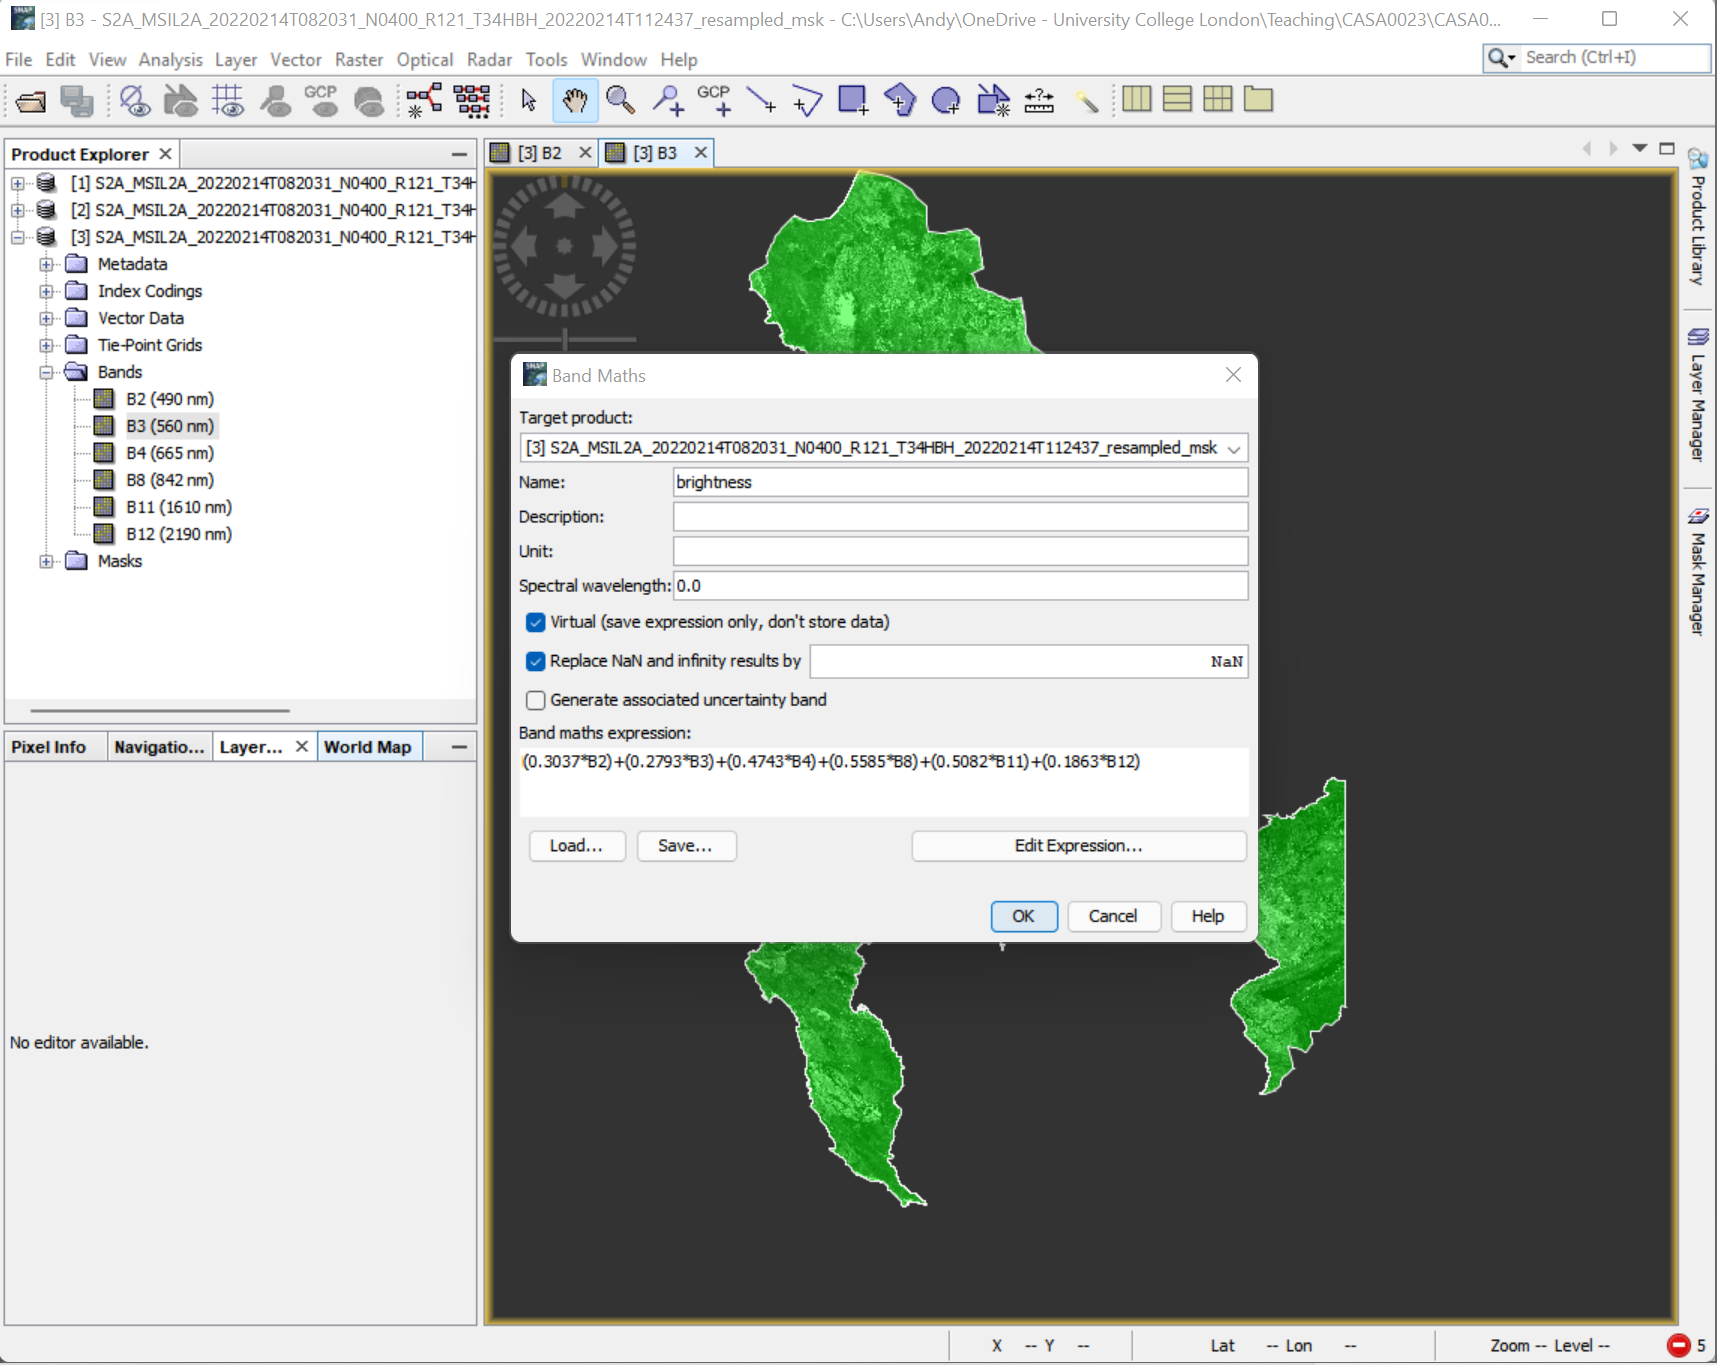 [3] B3 - S2A_MSIL2A_20220214T082031_N0400_R121_T34HBH_20220214T112437_resampled_msk - C:\Users\Andy\OneDrive - University College London\Teaching\CASA0023\CASA0...
File Edit View Analysis Layer Vector Raster Optical Radar Tools Window Help
Search (Ctrl+I)
GCP
GCP
Product Explorer
[3] B2
[3] B3
[1] S2A_MSIL2A_20220214T082031_N0400_R121_T34H
[2] S2A_MSIL2A_20220214T082031_N0400_R121_T34H
[3] S2A_MSIL2A_20220214T082031_N0400_R121_T34H
Metadata
Index Codings
Vector Data
Tie-Point Grids
Bands
B2 (490 nm)
B3 (560 nm)
B4 (665 nm)
B8 (842 nm)
B11 (1610 nm)
B12 (2190 nm)
Masks
Product Library
Layer Manager
Mask Manager
SNAP
Band Maths
Target product:
[3] S2A_MSIL2A_20220214T082031_N0400_R121_T34HBH_20220214T112437_resampled_msk
Name: brightness
Description:
Unit:
Spectral wavelength: 0.0
Virtual (save expression only, don't store data)
Replace NaN and infinity results by NaN
Generate associated uncertainty band
Band maths expression:
(0.3037*B2)+(0.2793*B3)+(0.4743*B4)+(0.5585*B8)+(0.5082*B11)+(0.1863*B12)
Load... Save... Edit Expression...
OK Cancel Help
Pixel Info Navigatio... Layer... World Map
No editor available.
X -- Y -- Lat -- Lon -- Zoom -- Level -- 5